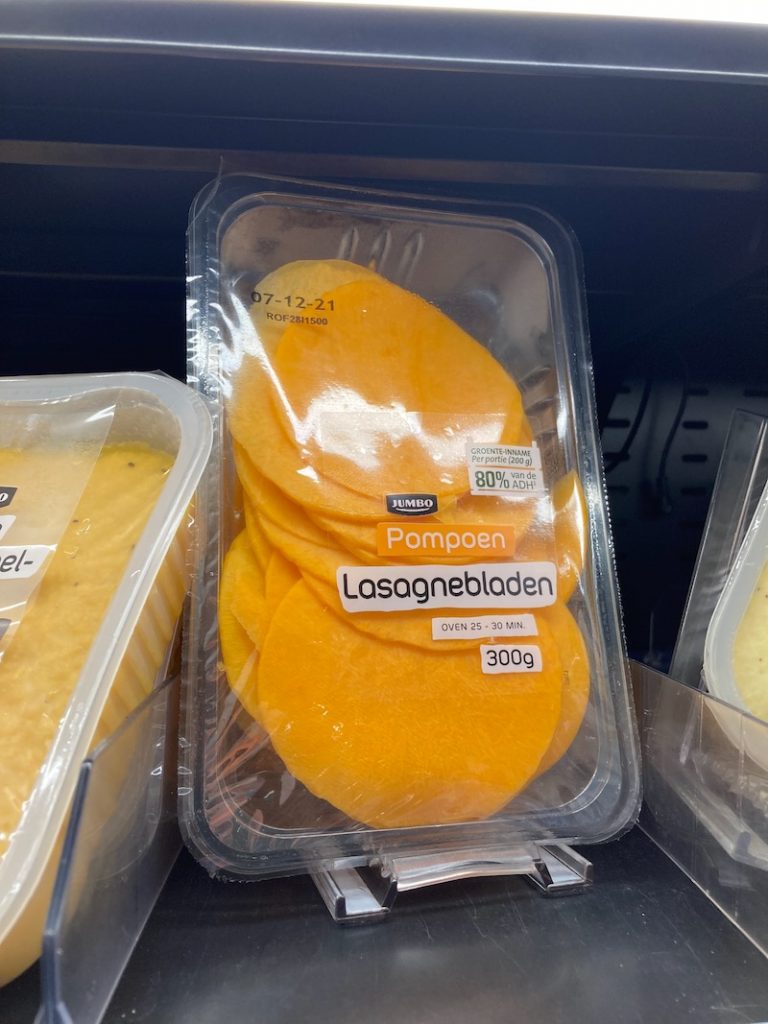 07-12-21
ROF28I1500
GROENTE-INNAME
Per portie (200 g)
80% van de ADH
JUMBO
Pompoen
Lasagnebladen
OVEN 25 - 30 MIN.
300g
el-